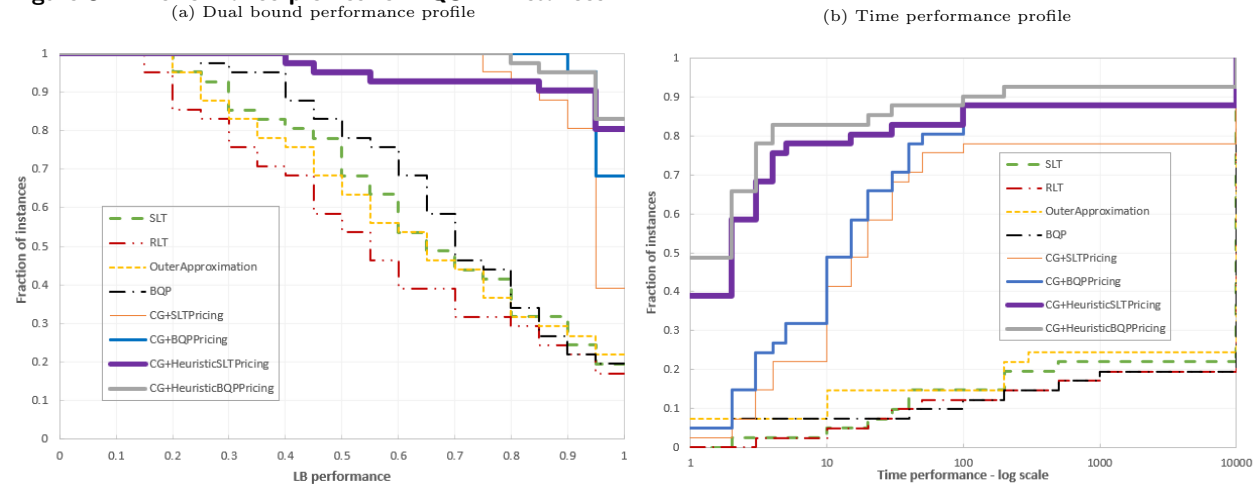 (a) Dual bound performance profile
(b) Time performance profile
Fraction of instances
1
0.9
0.8
0.7
0.6
0.5
0.4
0.3
0.2
0.1
0
SLT
RLT
OuterApproximation
BQP
CG+SLTPricing
CG+BQPPricing
CG+HeuristicSLTPricing
CG+HeuristicBQPPricing
0 0.1 0.2 0.3 0.4 0.5 0.6 0.7 0.8 0.9 1
LB performance
Fraction of instances
1
0.9
0.8
0.7
0.6
0.5
0.4
0.3
0.2
0.1
0
SLT
RLT
OuterApproximation
BQP
CG+SLTPricing
CG+BQPPricing
CG+HeuristicSLTPricing
CG+HeuristicBQPPricing
1 10 100 1000 10000
Time performance - log scale